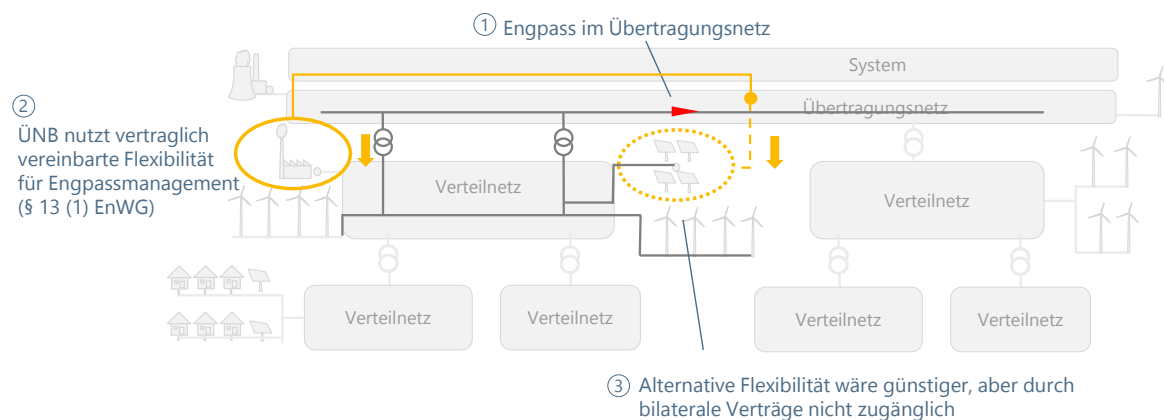 ① Engpass im Übertragungsnetz
System
Übertragungsnetz
②
ÜNB nutzt vertraglich
vereinbarte Flexibilität
für Engpassmanagement
(§ 13 (1) EnWG)
Verteilnetz
Verteilnetz
Verteilnetz
Verteilnetz
Verteilnetz
Verteilnetz
③ Alternative Flexibilität wäre günstiger, aber durch
bilaterale Verträge nicht zugänglich